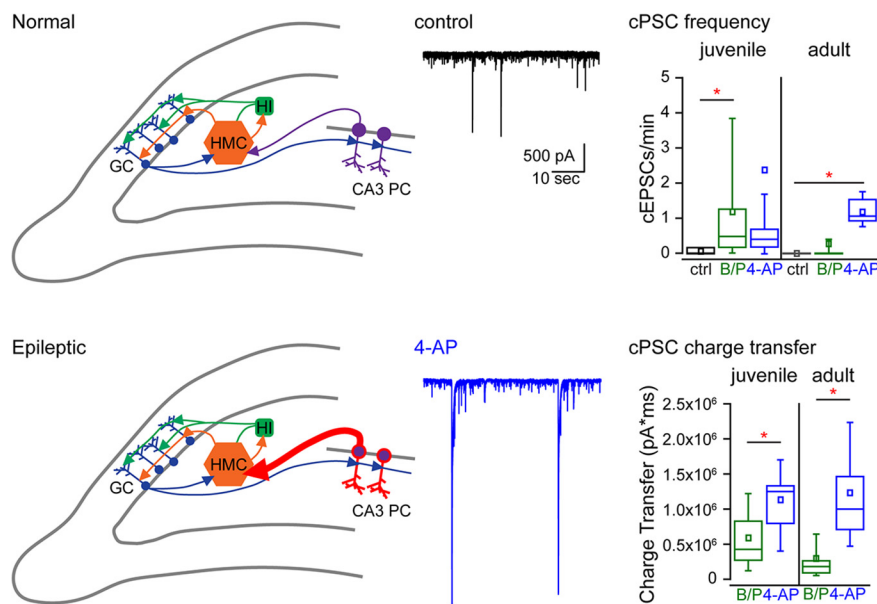 Normal
HI
HMC
GC
CA3 PC
control
500 pA
10 sec
cPSC frequency
juvenile adult
*
*
cEPSCs/min
5
4
3
2
1
0
ctrl B/P 4-AP ctrl B/P 4-AP
Epileptic
HI
HMC
GC
CA3 PC
4-AP
cPSC charge transfer
juvenile adult
*
*
Charge Transfer (pA*ms)
2.5x10⁶
2.0x10⁶
1.5x10⁶
1.0x10⁶
0.5x10⁶
0
B/P 4-AP B/P 4-AP